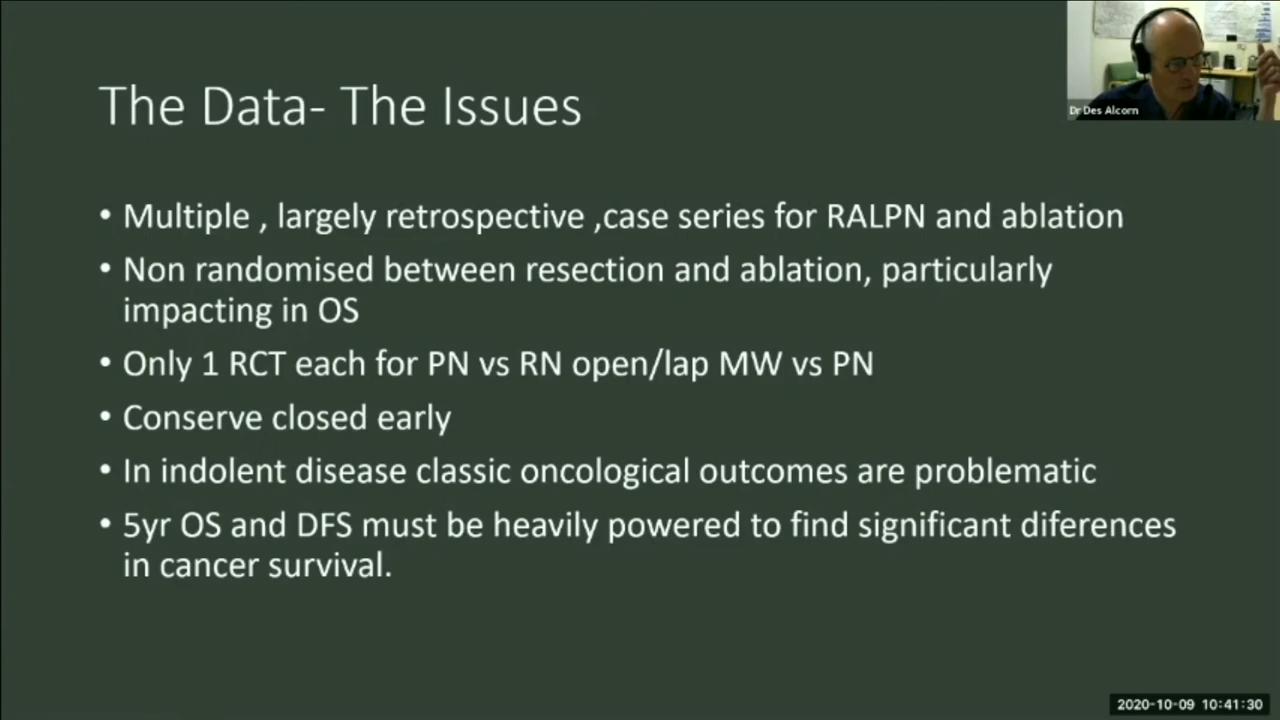 The Data- The Issues
Dr Des Alcorn
• Multiple , largely retrospective ,case series for RALPN and ablation
• Non randomised between resection and ablation, particularly
impacting in OS
• Only 1 RCT each for PN vs RN open/lap MW vs PN
• Conserve closed early
• In indolent disease classic oncological outcomes are problematic
• 5yr OS and DFS must be heavily powered to find significant diferences
in cancer survival.
2020-10-09 10:41:30